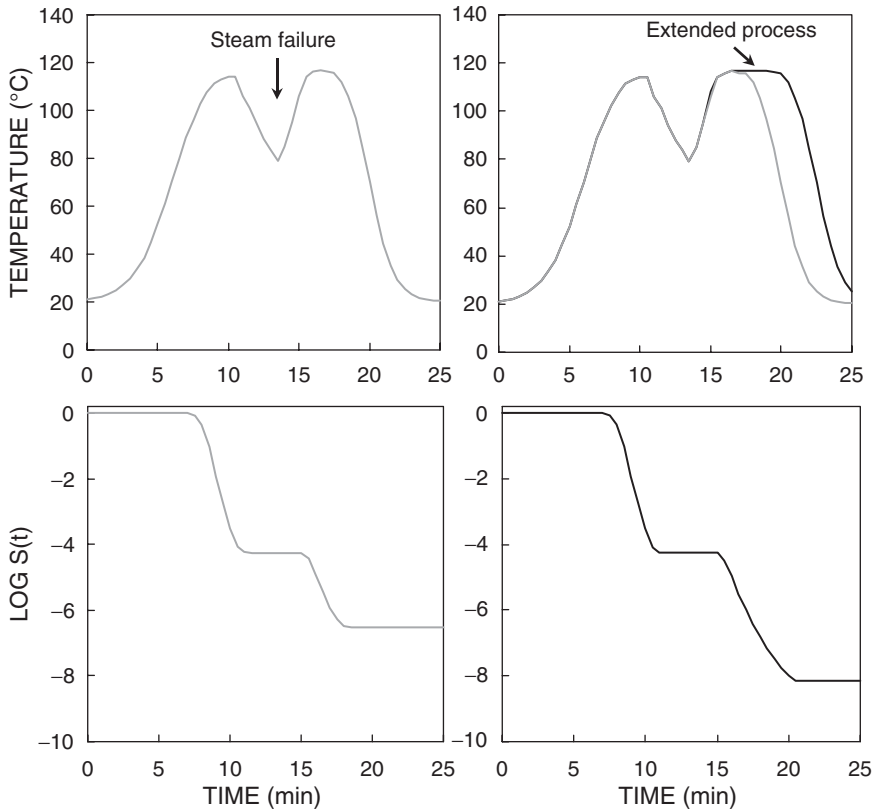 140
120
100
80
60
40
20
0
TEMPERATURE (°C)
Steam failure
0 5 10 15 20 25
140
120
100
80
60
40
20
0
Extended process
0 5 10 15 20 25
0
−2
−4
−6
−8
−10
LOG S(t)
0 5 10 15 20 25
TIME (min)
0
−2
−4
−6
−8
−10
0 5 10 15 20 25
TIME (min)